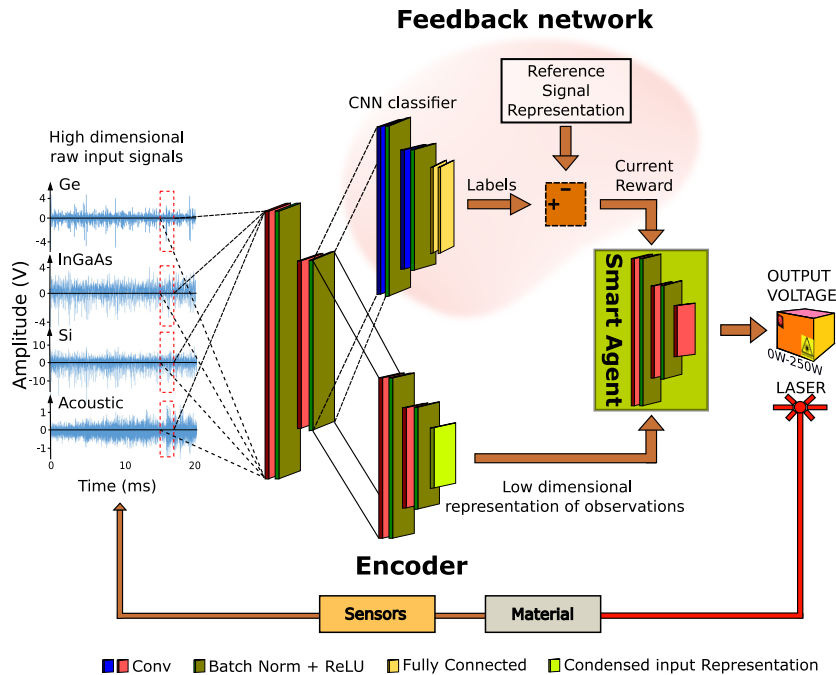 Feedback network
Reference
Signal
Representation
CNN classifier
High dimensional
raw input signals
Labels
Current
Reward
Ge
4
0
-4
InGaAs
4
0
4
Si
10
0
-10
Acoustic
1
0
-1
0
10
20
Amplitude (V)
Time (ms)
+
-
Smart Agent
OUTPUT
VOLTAGE
0W-250W
LASER
Low dimensional
representation of observations
Encoder
Sensors
Material
Conv
Batch Norm + ReLU
Fully Connected
Condensed input Representation